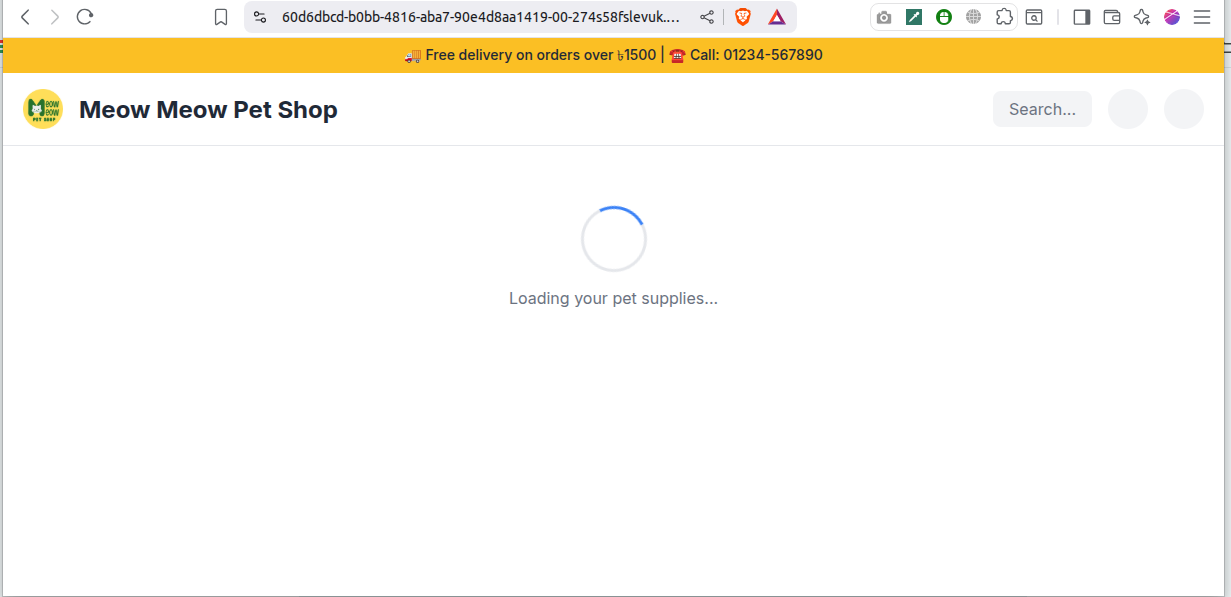 60d6dbcd-b0bb-4816-aba7-90e4d8aa1419-00-274s58fslevuk....
🚚 Free delivery on orders over ৳1500 | ☎️ Call: 01234-567890
MEOW MEOW PET SHOP
Meow Meow Pet Shop
Search...
Loading your pet supplies...